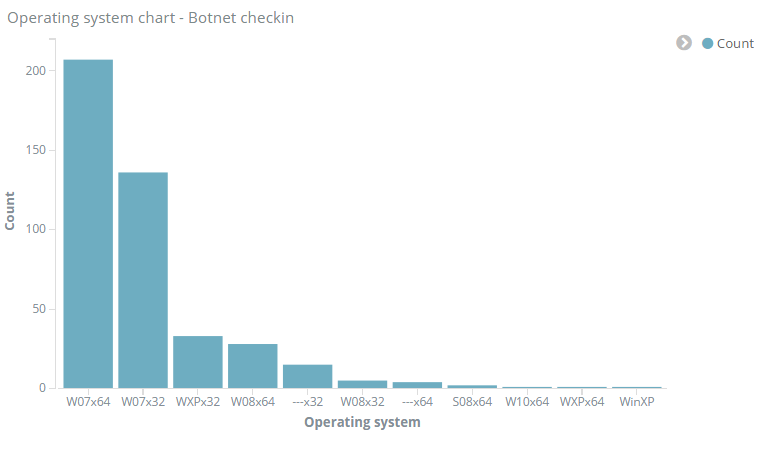 Operating system chart - Botnet checkin
Count
200
150
100
50
0
Count
W07x64 W07x32 WXPx32 W08x64 ---x32 W08x32 ---x64 S08x64 W10x64 WXPx64 WinXP
Operating system